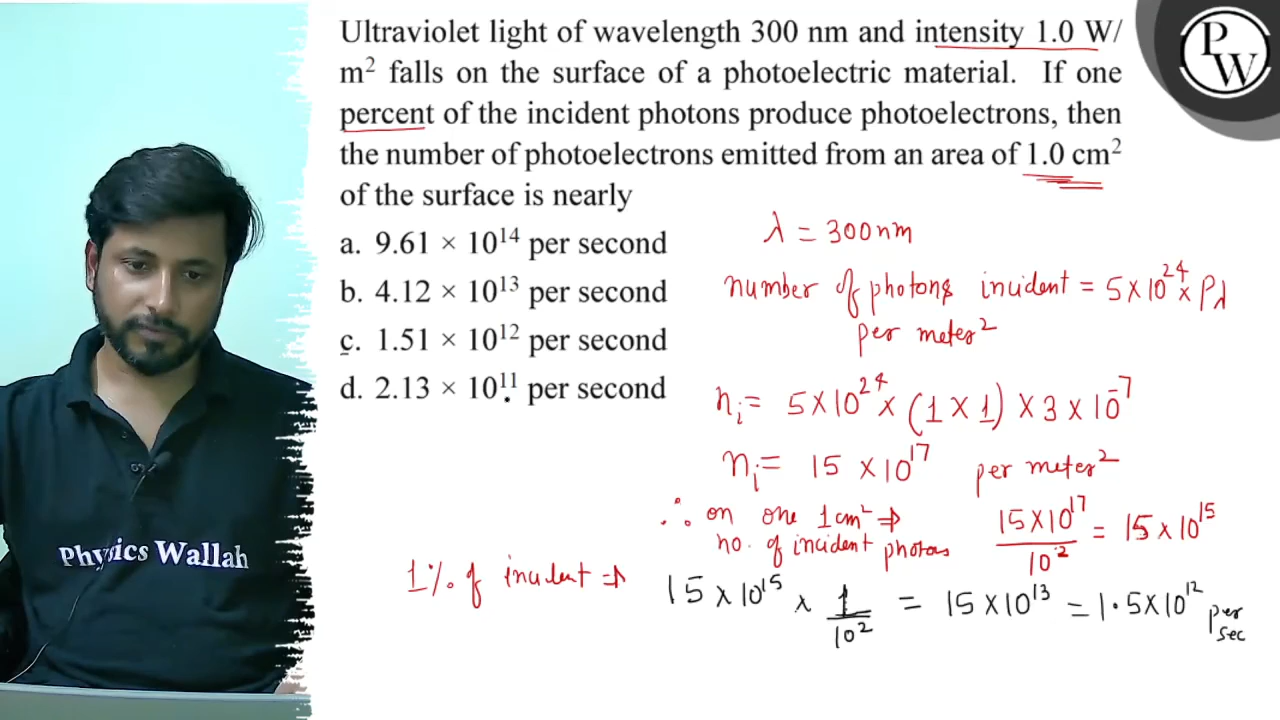 Ultraviolet light of wavelength 300 nm and intensity 1.0 W/
m² falls on the surface of a photoelectric material. If one
percent of the incident photons produce photoelectrons, then
the number of photoelectrons emitted from an area of 1.0 cm²
of the surface is nearly
a. 9.61 × 10¹⁴ per second
b. 4.12 × 10¹³ per second
c. 1.51 × 10¹² per second
d. 2.13 × 10¹¹ per second
λ = 300nm
number of photons incident = 5×10²⁴ × Pλ
per meter²
nᵢ = 5×10²⁴ × (1×1) × 3 × 10⁻⁷
nᵢ = 15 ×10¹⁷ per meter²
∴ on one 1cm² ⇒ 15×10¹⁷ / 10² = 15×10¹⁵
no. of incident photons
1% of incident ⇒ 15×10¹⁵ × 1/10² = 15×10¹³ = 1.5×10¹² per sec
PW
Physics Wallah